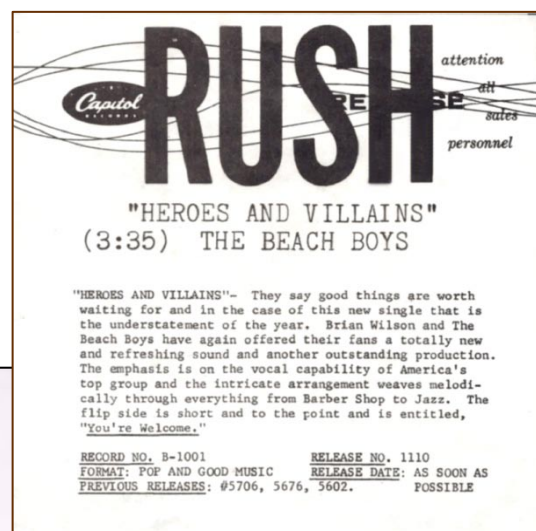 RUSH
Capitol
RECORDS
RELEASE
attention
all
sales
personnel
"HEROES AND VILLAINS"
(3:35) THE BEACH BOYS
"HEROES AND VILLAINS"- They say good things are worth
waiting for and in the case of this new single that is
the understatement of the year. Brian Wilson and The
Beach Boys have again offered their fans a totally new
and refreshing sound and another outstanding production.
The emphasis is on the vocal capability of America's
top group and the intricate arrangement weaves melodi-
cally through everything from Barber Shop to Jazz. The
flip side is short and to the point and is entitled,
"You're Welcome."
RECORD NO. B-1001 RELEASE NO. 1110
FORMAT: POP AND GOOD MUSIC RELEASE DATE: AS SOON AS
PREVIOUS RELEASES: #5706, 5676, 5602. POSSIBLE